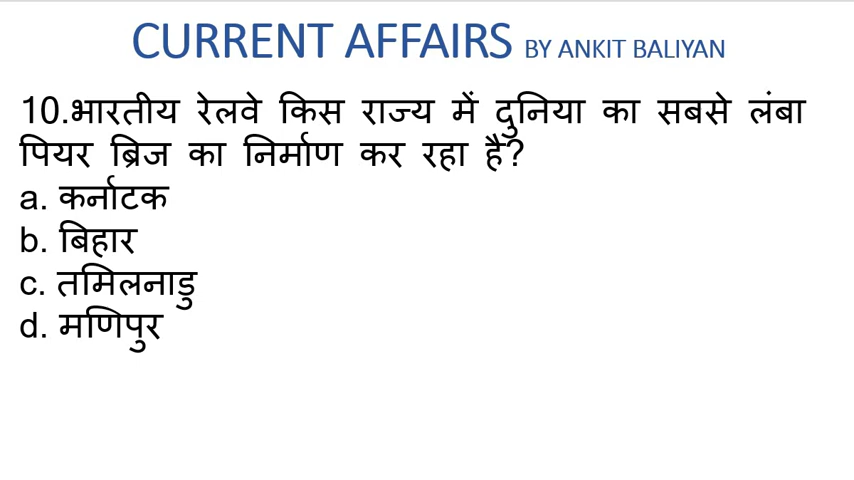 CURRENT AFFAIRS BY ANKIT BALIYAN
10.भारतीय रेलवे किस राज्य में दुनिया का सबसे लंबा
पियर ब्रिज का निर्माण कर रहा है?
a. कर्नाटक
b. बिहार
c. तमिलनाडु
d. मणिपुर